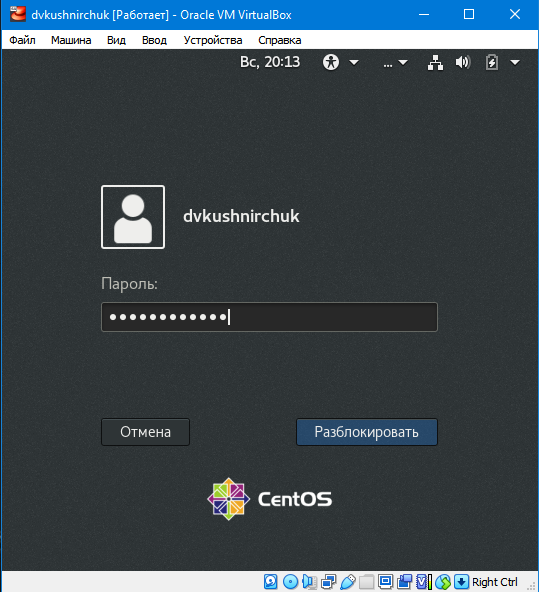 dvkushnirchuk [Работает] - Oracle VM VirtualBox
Файл Машина Вид Ввод Устройства Справка
Вс, 20:13 ...
dvkushnirchuk
Пароль:
••••••••••••
Отмена Разблокировать
CentOS
Right Ctrl